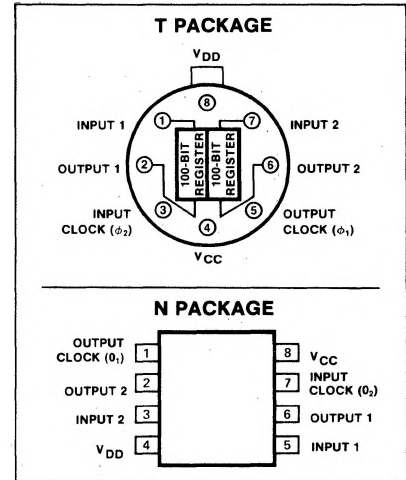 T PACKAGE
VDD
8
INPUT 1
1
7
INPUT 2
100-BIT
REGISTER
100-BIT
REGISTER
OUTPUT 1
2
6
OUTPUT 2
INPUT
CLOCK (ϕ2)
3
5
OUTPUT
CLOCK (ϕ1)
4
VCC
N PACKAGE
OUTPUT
CLOCK (01)
1
8
VCC
OUTPUT 2
2
7
INPUT
CLOCK (02)
INPUT 2
3
6
OUTPUT 1
VDD
4
5
INPUT 1